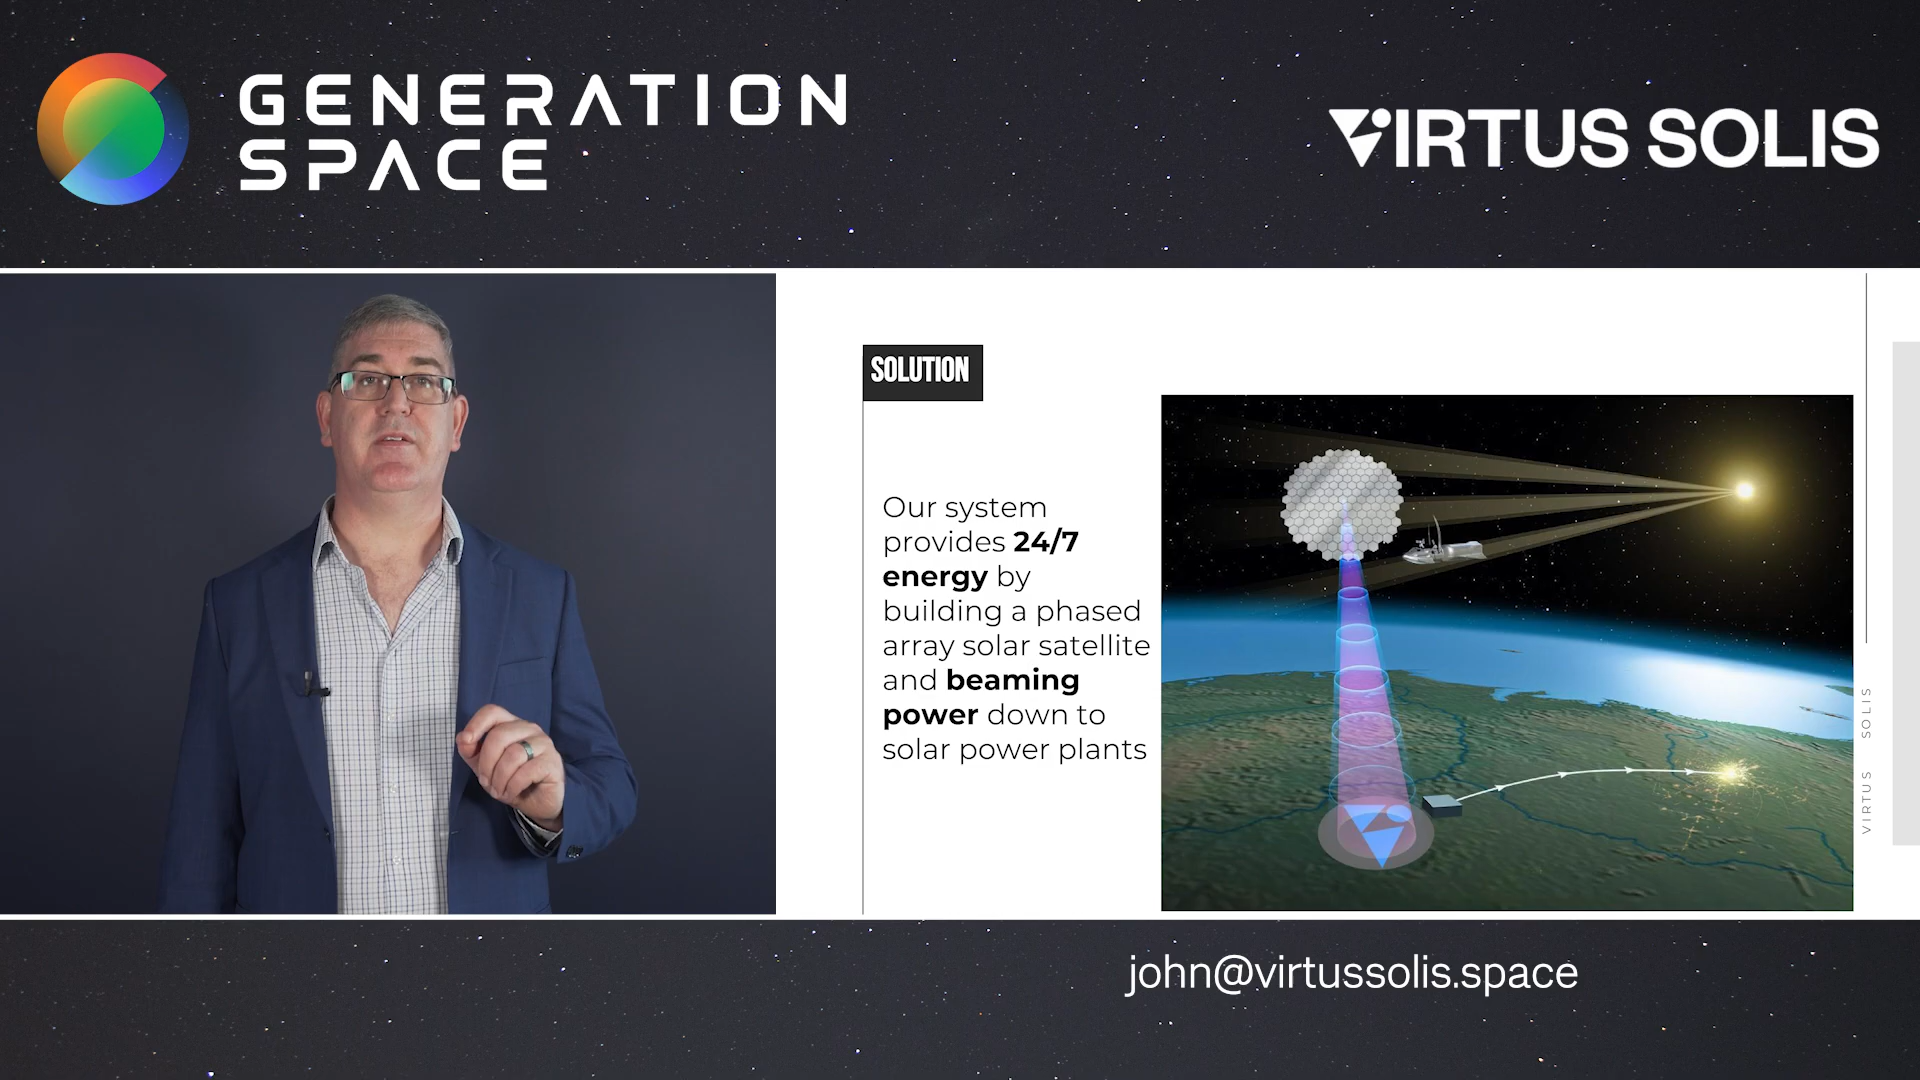 GENERATION
SPACE
VIRTUS SOLIS
SOLUTION
Our system
provides 24/7
energy by
building a phased
array solar satellite
and beaming
power down to
solar power plants
VIRTUS SOLIS
john@virtussolis.space